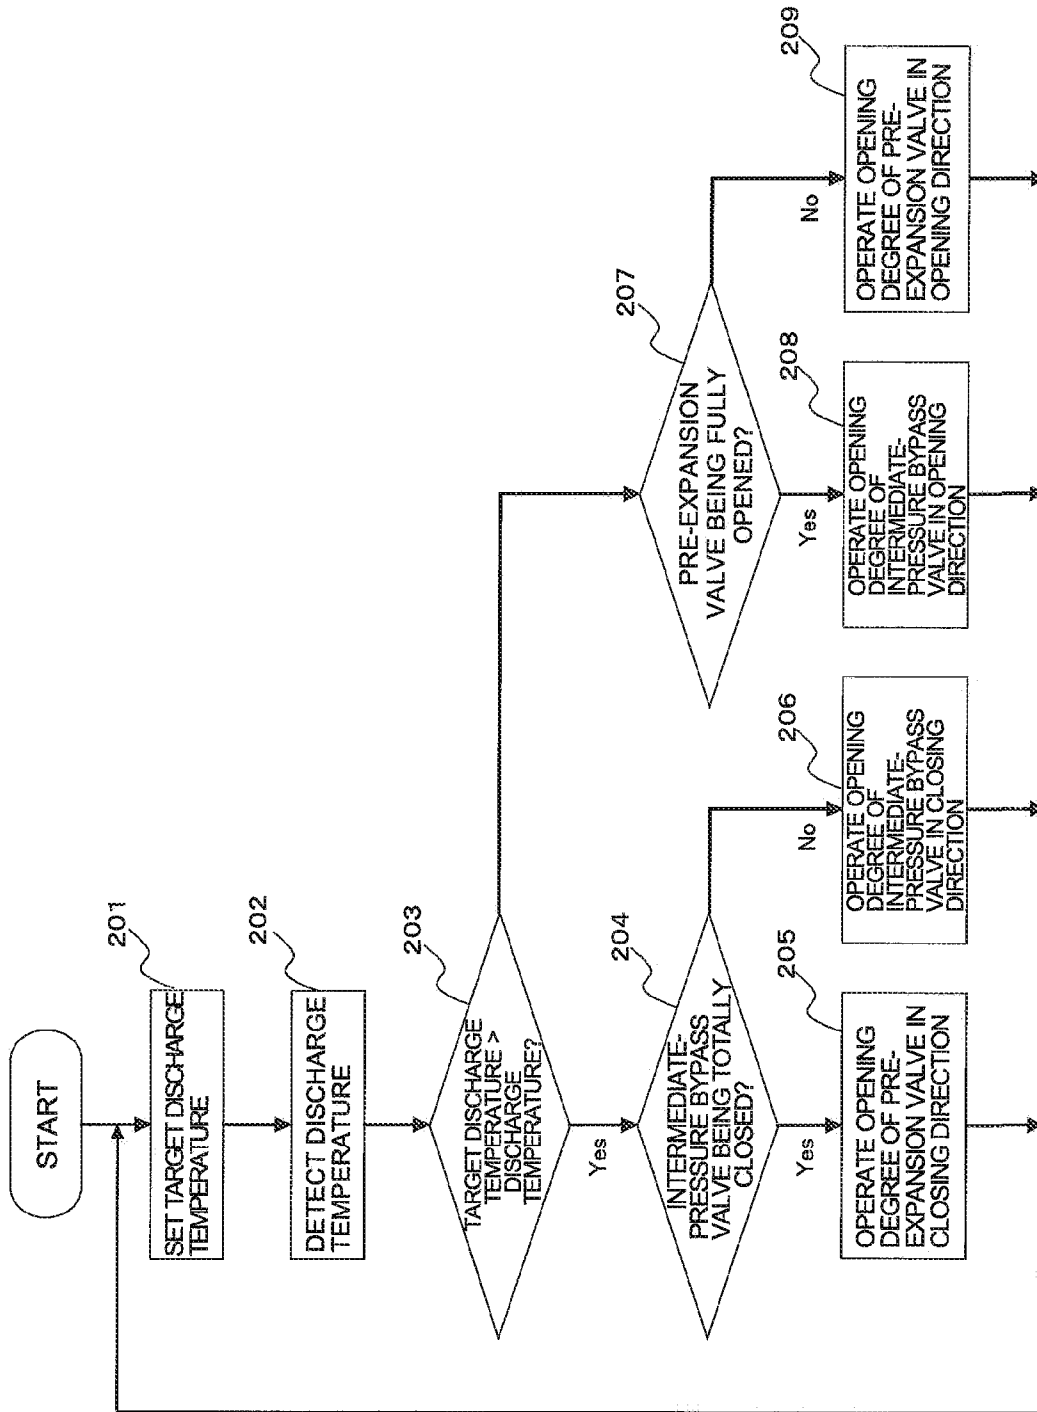 START
201
SET TARGET DISCHARGE
TEMPERATURE
202
DETECT DISCHARGE
TEMPERATURE
203
TARGET DISCHARGE
TEMPERATURE >
DISCHARGE
TEMPERATURE?
Yes
204
INTERMEDIATE-
PRESSURE BYPASS
VALVE BEING TOTALLY
CLOSED?
Yes
No
205
OPERATE OPENING
DEGREE OF PRE-
EXPANSION VALVE IN
CLOSING DIRECTION
206
OPERATE OPENING
DEGREE OF
INTERMEDIATE-
PRESSURE BYPASS
VALVE IN CLOSING
DIRECTION
207
PRE-EXPANSION
VALVE BEING FULLY
OPENED?
Yes
No
208
OPERATE OPENING
DEGREE OF
INTERMEDIATE-
PRESSURE BYPASS
VALVE IN OPENING
DIRECTION
209
OPERATE OPENING
DEGREE OF PRE-
EXPANSION VALVE IN
OPENING DIRECTION